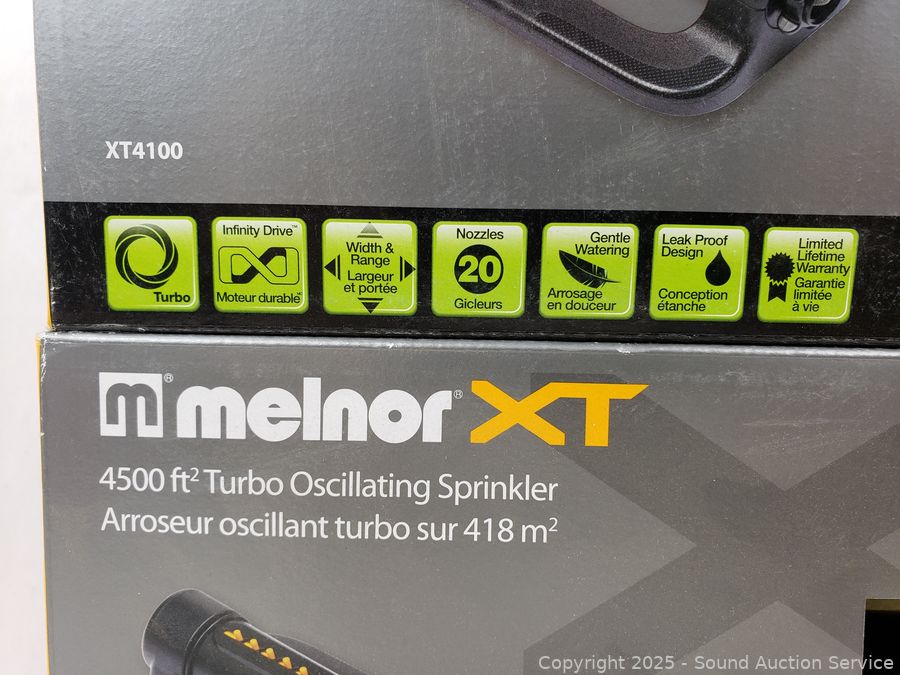 XT4100
Turbo
Infinity Drive™
Moteur durable™
Width &
Range
Largeur
et portée
Nozzles
20
Gicleurs
Gentle
Watering
Arrosage
en douceur
Leak Proof
Design
Conception
étanche
Limited
Lifetime
Warranty
Garantie
limitée
à vie
m® melnor® XT
4500 ft² Turbo Oscillating Sprinkler
Arroseur oscillant turbo sur 418 m²
Copyright 2025 - Sound Auction Service